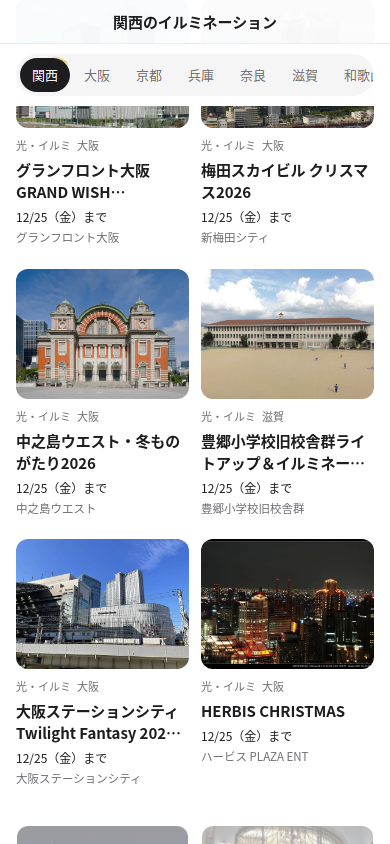 関西のイルミネーション
関西 大阪 京都 兵庫 奈良 滋賀 和歌
光・イルミ 大阪
グランフロント大阪
GRAND WISH…
12/25（金）まで
グランフロント大阪
光・イルミ 大阪
梅田スカイビル クリスマ
ス2026
12/25（金）まで
新梅田シティ
光・イルミ 大阪
中之島ウエスト・冬もの
がたり2026
12/25（金）まで
中之島ウエスト
光・イルミ 滋賀
豊郷小学校旧校舎群ライ
トアップ＆イルミネー…
12/25（金）まで
豊郷小学校旧校舎群
光・イルミ 大阪
大阪ステーションシティ
Twilight Fantasy 202…
12/25（金）まで
大阪ステーションシティ
光・イルミ 大阪
HERBIS CHRISTMAS
12/25（金）まで
ハービス PLAZA ENT